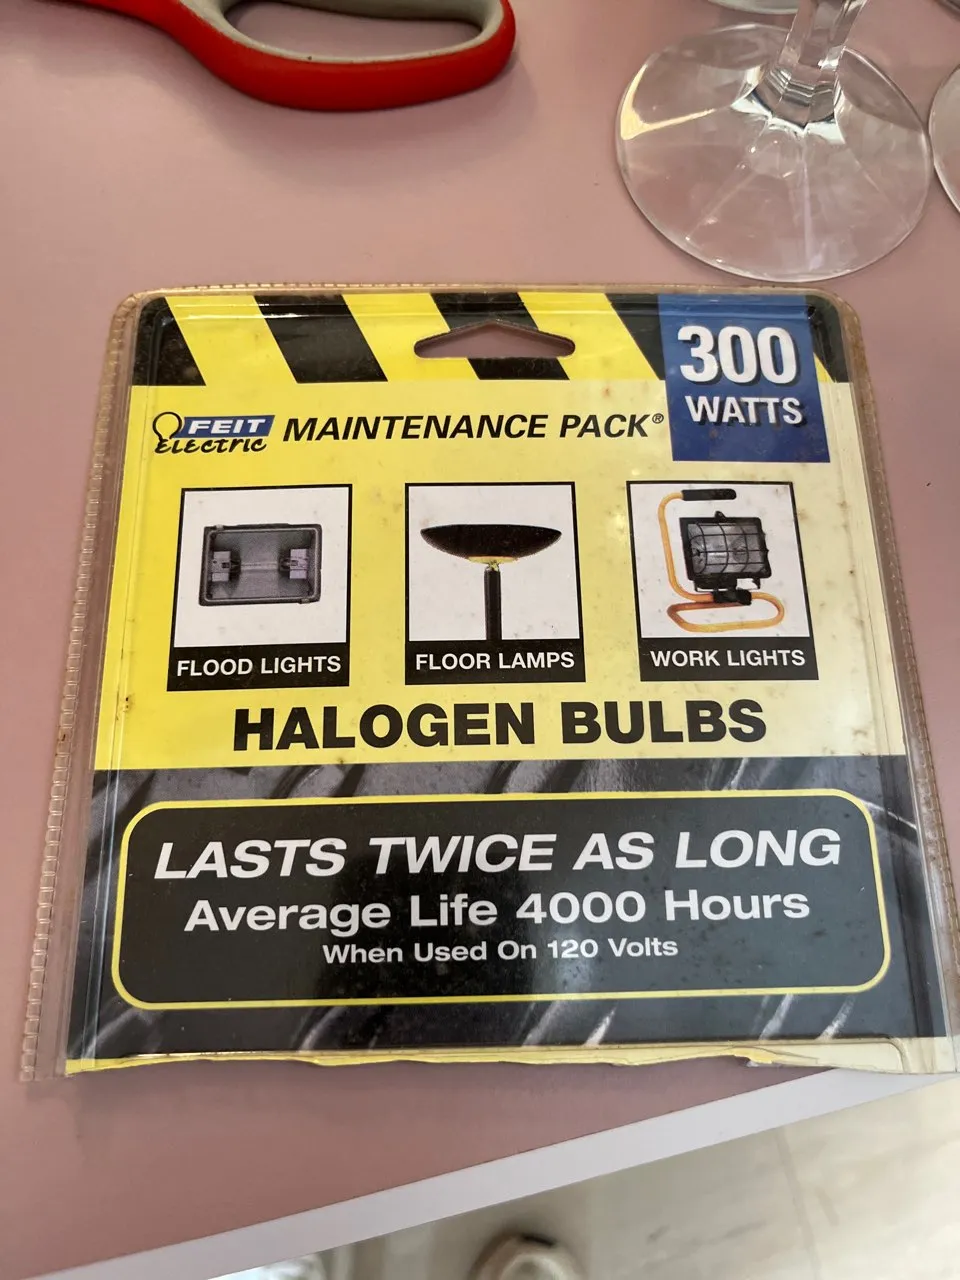 300
WATTS
FEIT
ELECTRIC
MAINTENANCE PACK®
FLOOD LIGHTS
FLOOR LAMPS
WORK LIGHTS
HALOGEN BULBS
LASTS TWICE AS LONG
Average Life 4000 Hours
When Used On 120 Volts